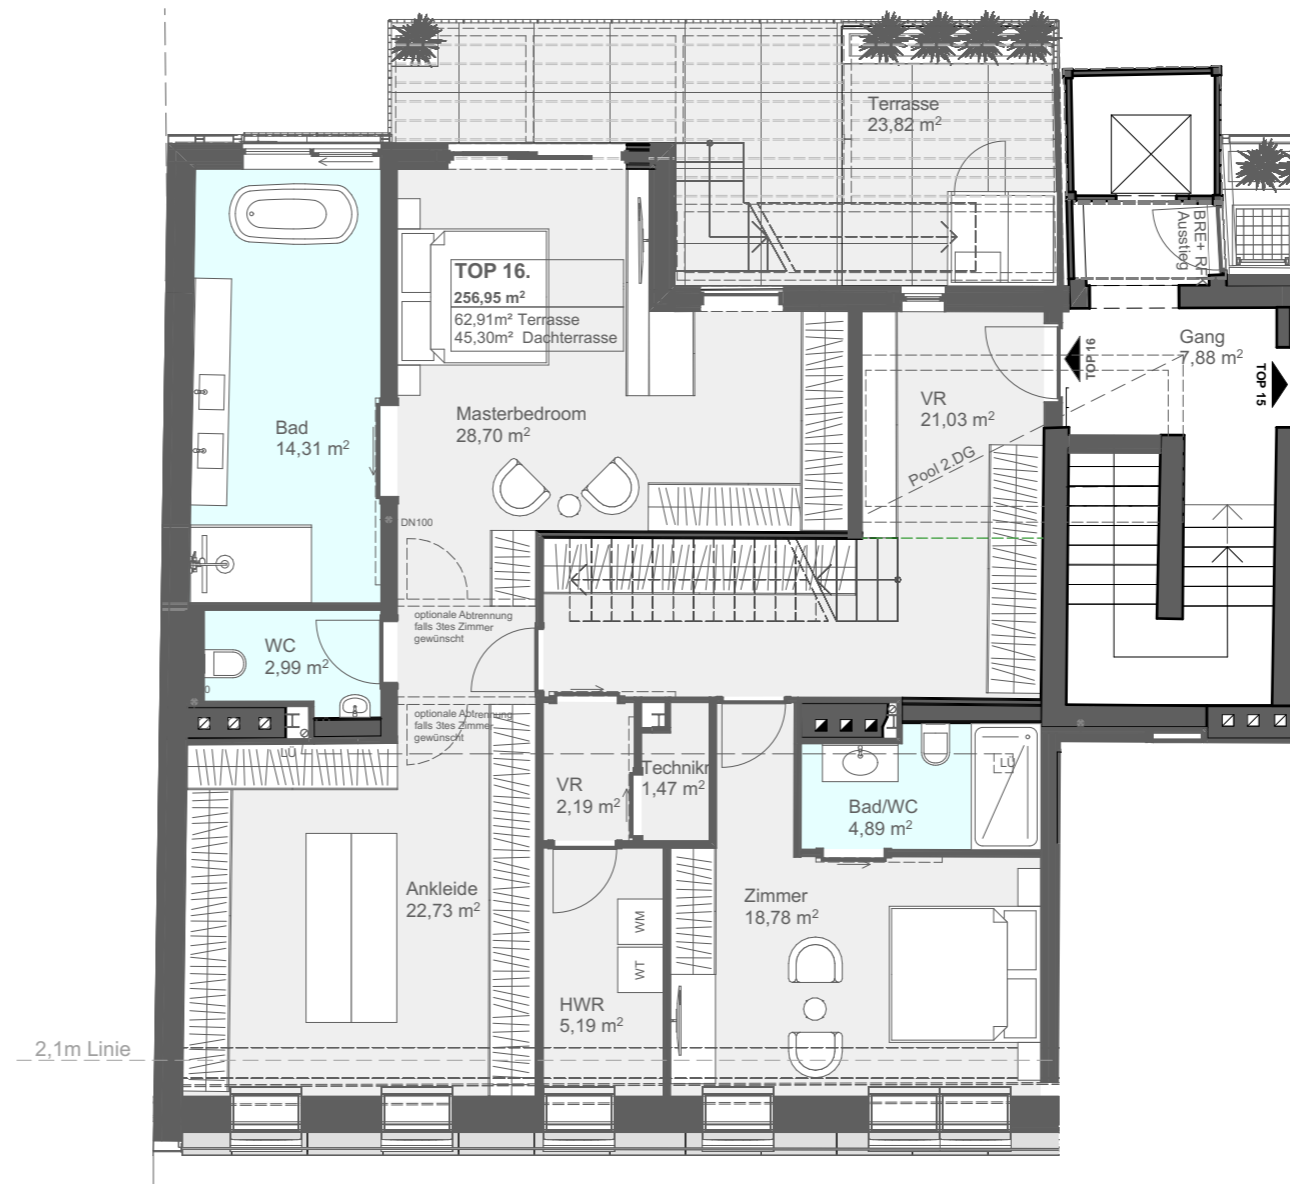 Terrasse
23,82 m²
BRE+ RF
Ausstieg
TOP 16.
256,95 m²
62,91m² Terrasse
45,30m² Dachterrasse
Gang
7,88 m²
TOP 16
TOP 15
VR
21,03 m²
Pool 2.DG
Masterbedroom
28,70 m²
Bad
14,31 m²
DN100
optionale Abtrennung
falls 3tes Zimmer
gewünscht
WC
2,99 m²
optionale Abtrennung
falls 3tes Zimmer
gewünscht
LÜ
LÜ
VR
2,19 m²
Technikr
1,47 m²
Bad/WC
4,89 m²
Ankleide
22,73 m²
Zimmer
18,78 m²
WM
WT
HWR
5,19 m²
2,1m Linie